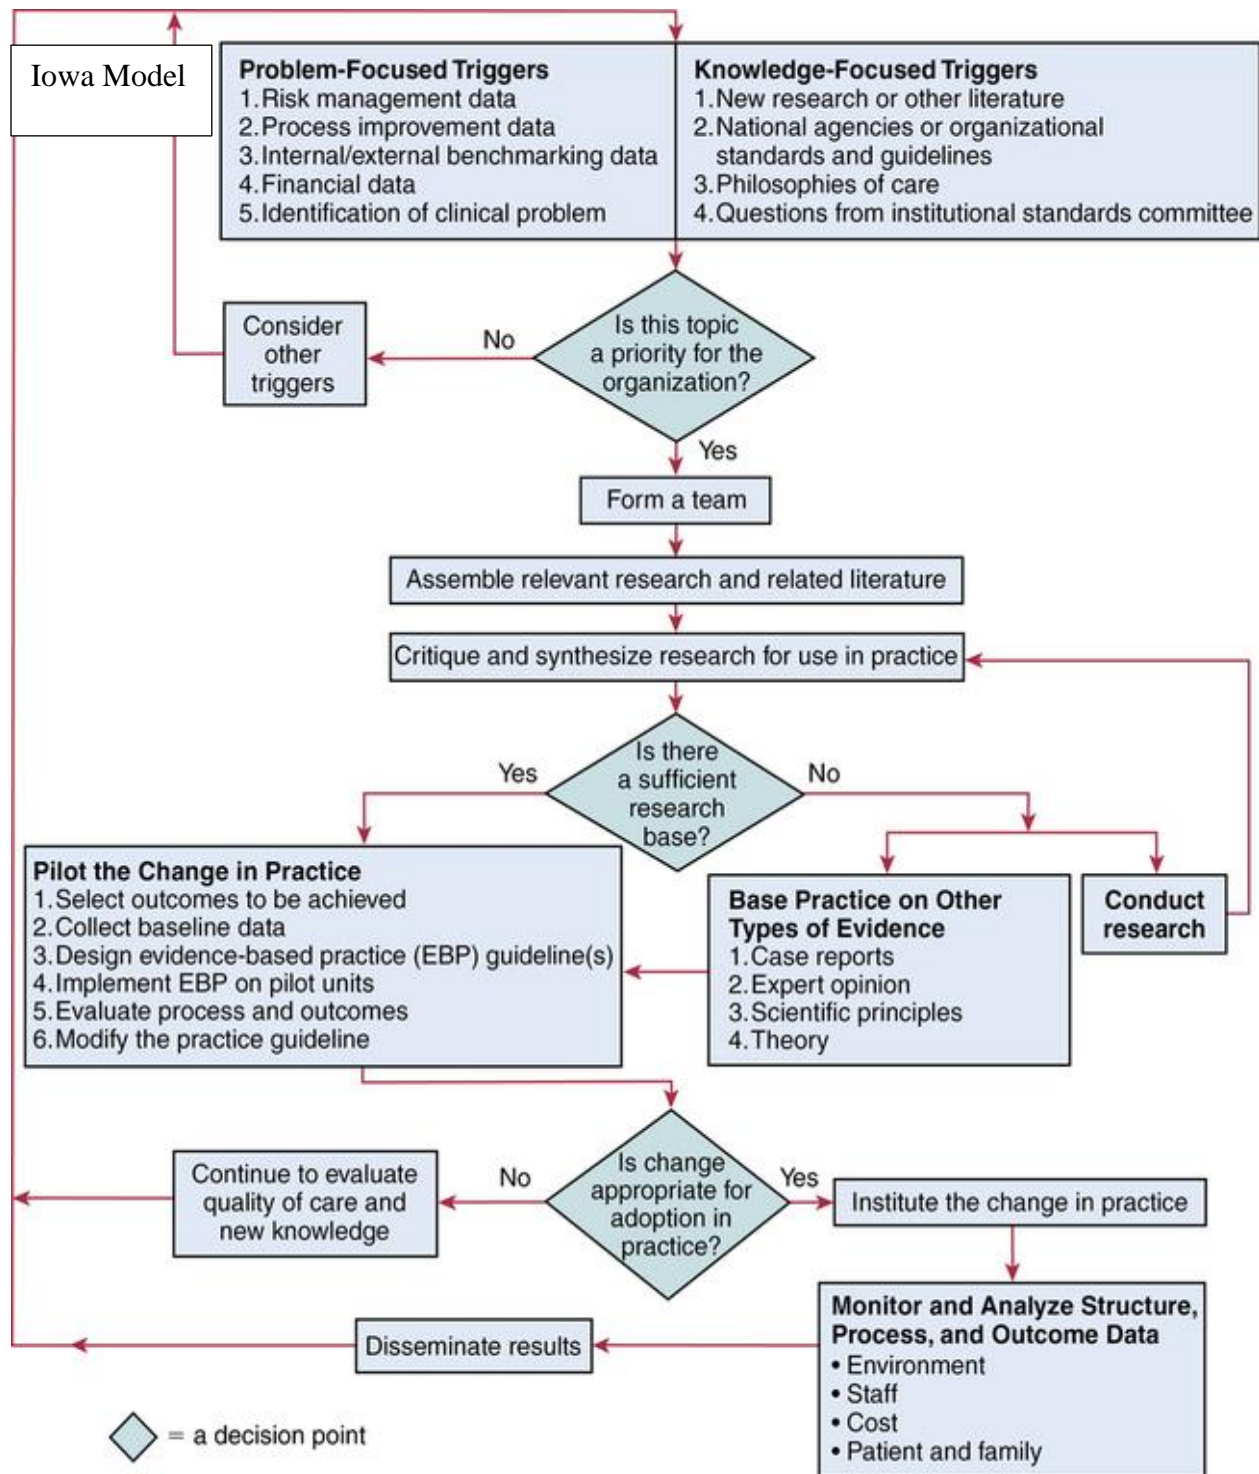 Iowa Model
Problem-Focused Triggers
1. Risk management data
2. Process improvement data
3. Internal/external benchmarking data
4. Financial data
5. Identification of clinical problem
Knowledge-Focused Triggers
1. New research or other literature
2. National agencies or organizational
standards and guidelines
3. Philosophies of care
4. Questions from institutional standards committee
Is this topic
a priority for the
organization?
No
Consider
other
triggers
Yes
Form a team
Assemble relevant research and related literature
Critique and synthesize research for use in practice
Is there
a sufficient
research
base?
Yes
No
Pilot the Change in Practice
1. Select outcomes to be achieved
2. Collect baseline data
3. Design evidence-based practice (EBP) guideline(s)
4. Implement EBP on pilot units
5. Evaluate process and outcomes
6. Modify the practice guideline
Base Practice on Other
Types of Evidence
1. Case reports
2. Expert opinion
3. Scientific principles
4. Theory
Conduct
research
Is change
appropriate for
adoption in
practice?
No
Continue to evaluate
quality of care and
new knowledge
Yes
Institute the change in practice
Monitor and Analyze Structure,
Process, and Outcome Data
• Environment
• Staff
• Cost
• Patient and family
Disseminate results
= a decision point